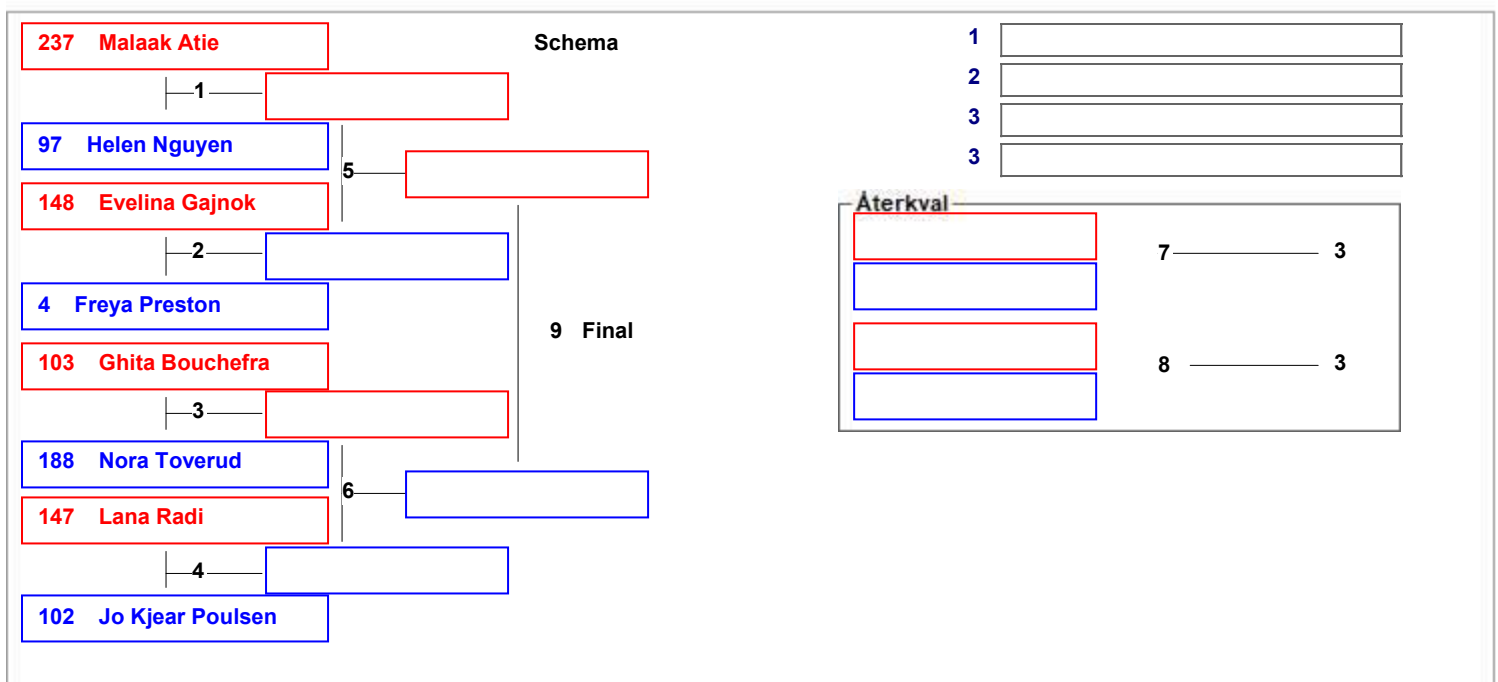 237 Malaak Atie
Schema
1
97 Helen Nguyen
5
148 Evelina Gajnok
2
4 Freya Preston
9 Final
103 Ghita Bouchefra
3
188 Nora Toverud
6
147 Lana Radi
4
102 Jo Kjear Poulsen
1
2
3
3
Återkval
7 3
8 3